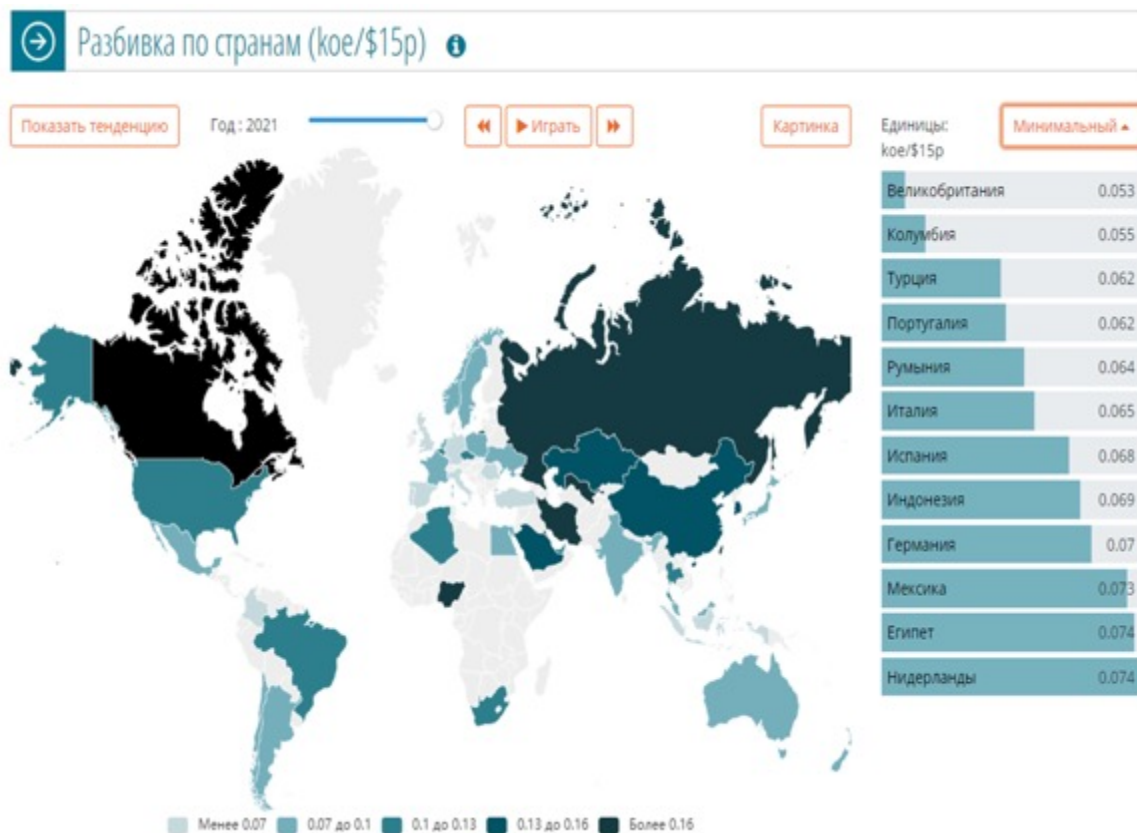 Разбивка по странам (koe/$15p)
Показать тенденцию
Год : 2021
Играть
Картинка
Единицы:
koe/$15p
Минимальный
Великобритания 0.053
Колумбия 0.055
Турция 0.062
Португалия 0.062
Румыния 0.064
Италия 0.065
Испания 0.068
Индонезия 0.069
Германия 0.07
Мексика 0.073
Египет 0.074
Нидерланды 0.074
Менее 0.07 0.07 до 0.1 0.1 до 0.13 0.13 до 0.16 Более 0.16